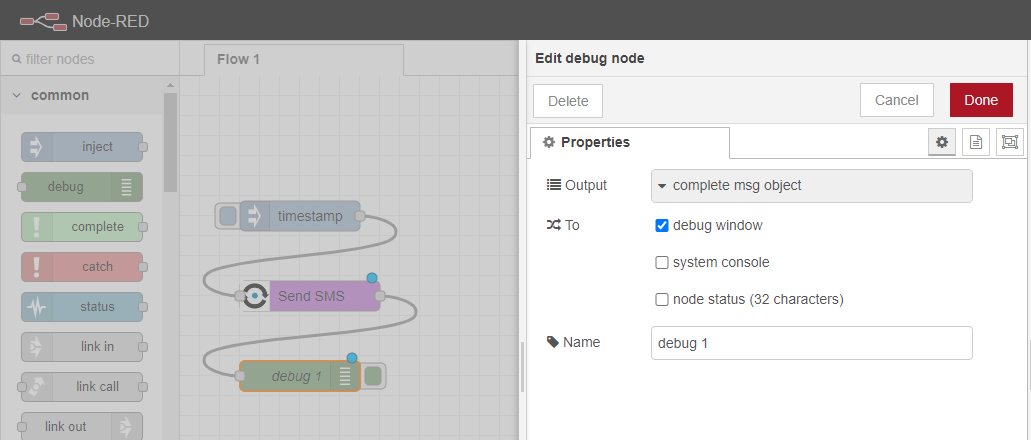 Node-RED
filter nodes
Flow 1
common
inject
debug
complete
catch
status
link in
link call
link out
timestamp
Send SMS
debug 1
Edit debug node
Delete
Cancel
Done
Properties
Output
complete msg object
To
debug window
system console
node status (32 characters)
Name
debug 1